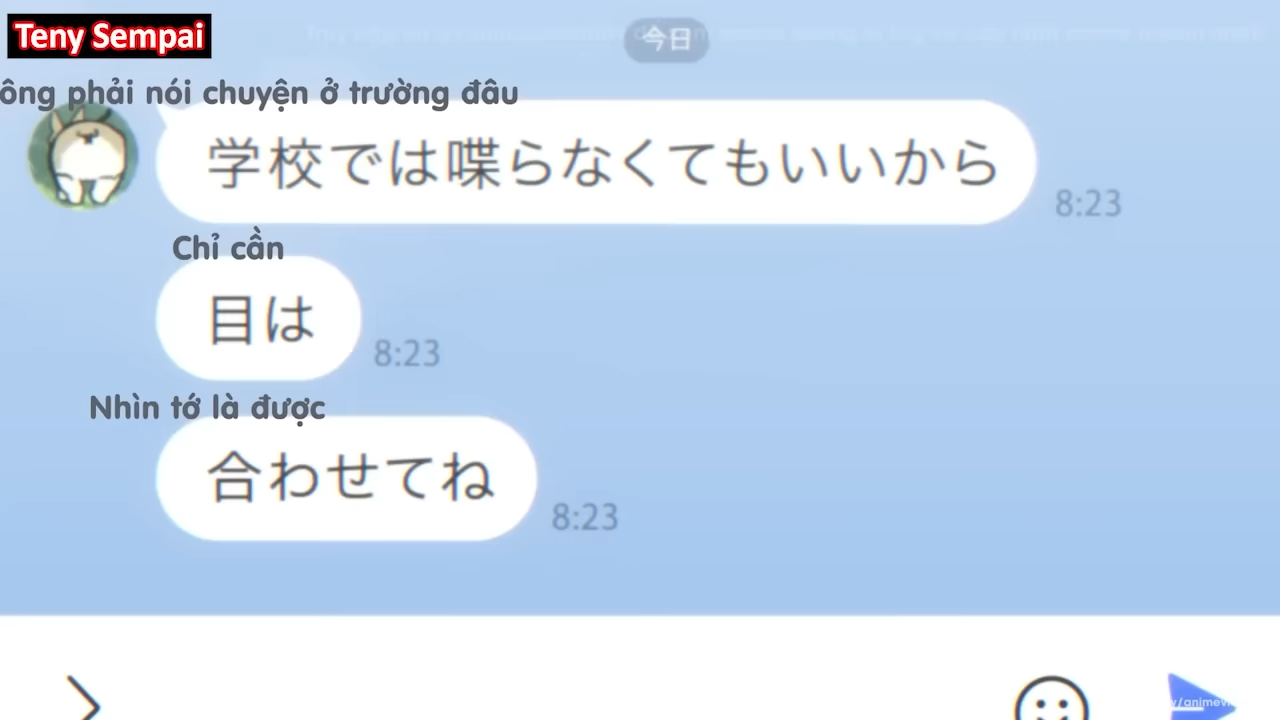 Teny Sempai
今日
ông phải nói chuyện ở trường đâu
学校では喋らなくてもいいから
8:23
Chỉ cần
目は
8:23
Nhìn tớ là được
合わせてね
8:23